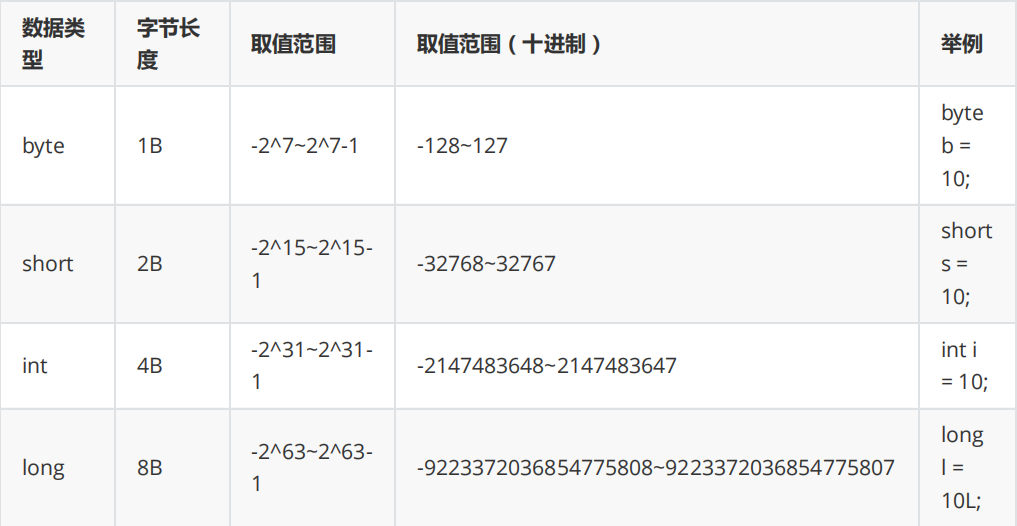 数据类
型
字节长
度
取值范围
取值范围（十进制）
举例
byte
1B
-2^7~2^7-1
-128~127
byte
b =
10;
short
2B
-2^15~2^15-
1
-32768~32767
short
s =
10;
int
4B
-2^31~2^31-
1
-2147483648~2147483647
int i
= 10;
long
8B
-2^63~2^63-
1
-9223372036854775808~9223372036854775807
long
l =
10L;